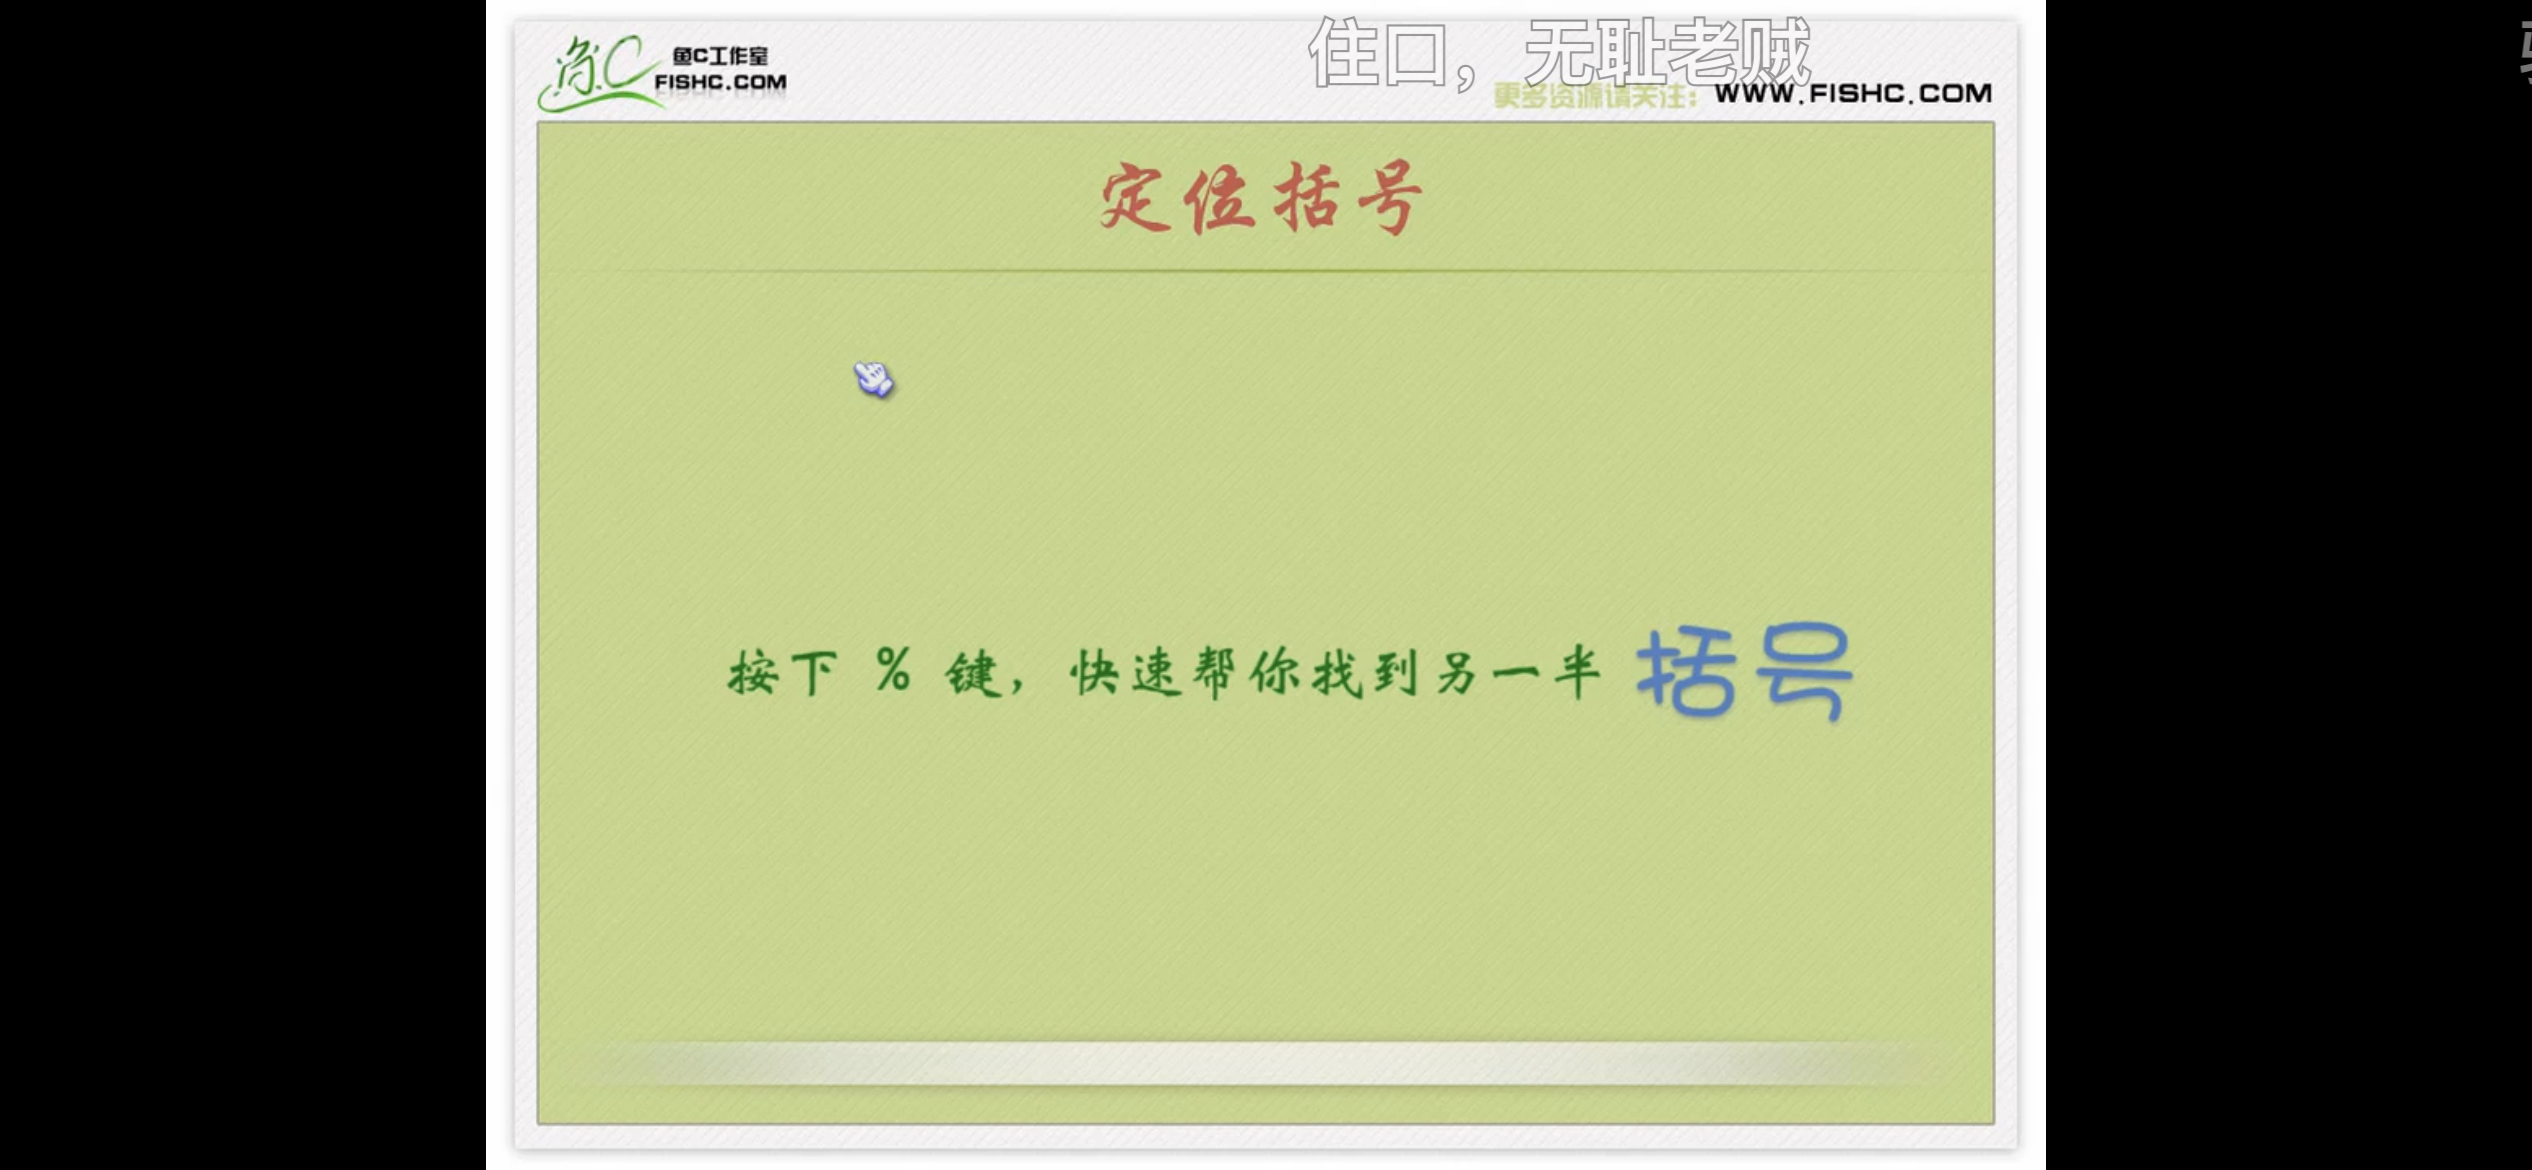 鱼C
鱼C工作室
FISHC.COM
住口，无耻老贼
更多资源请关注：WWW.FISHC.COM
定位括号
按下 % 键，快速帮你找到另一半 括号